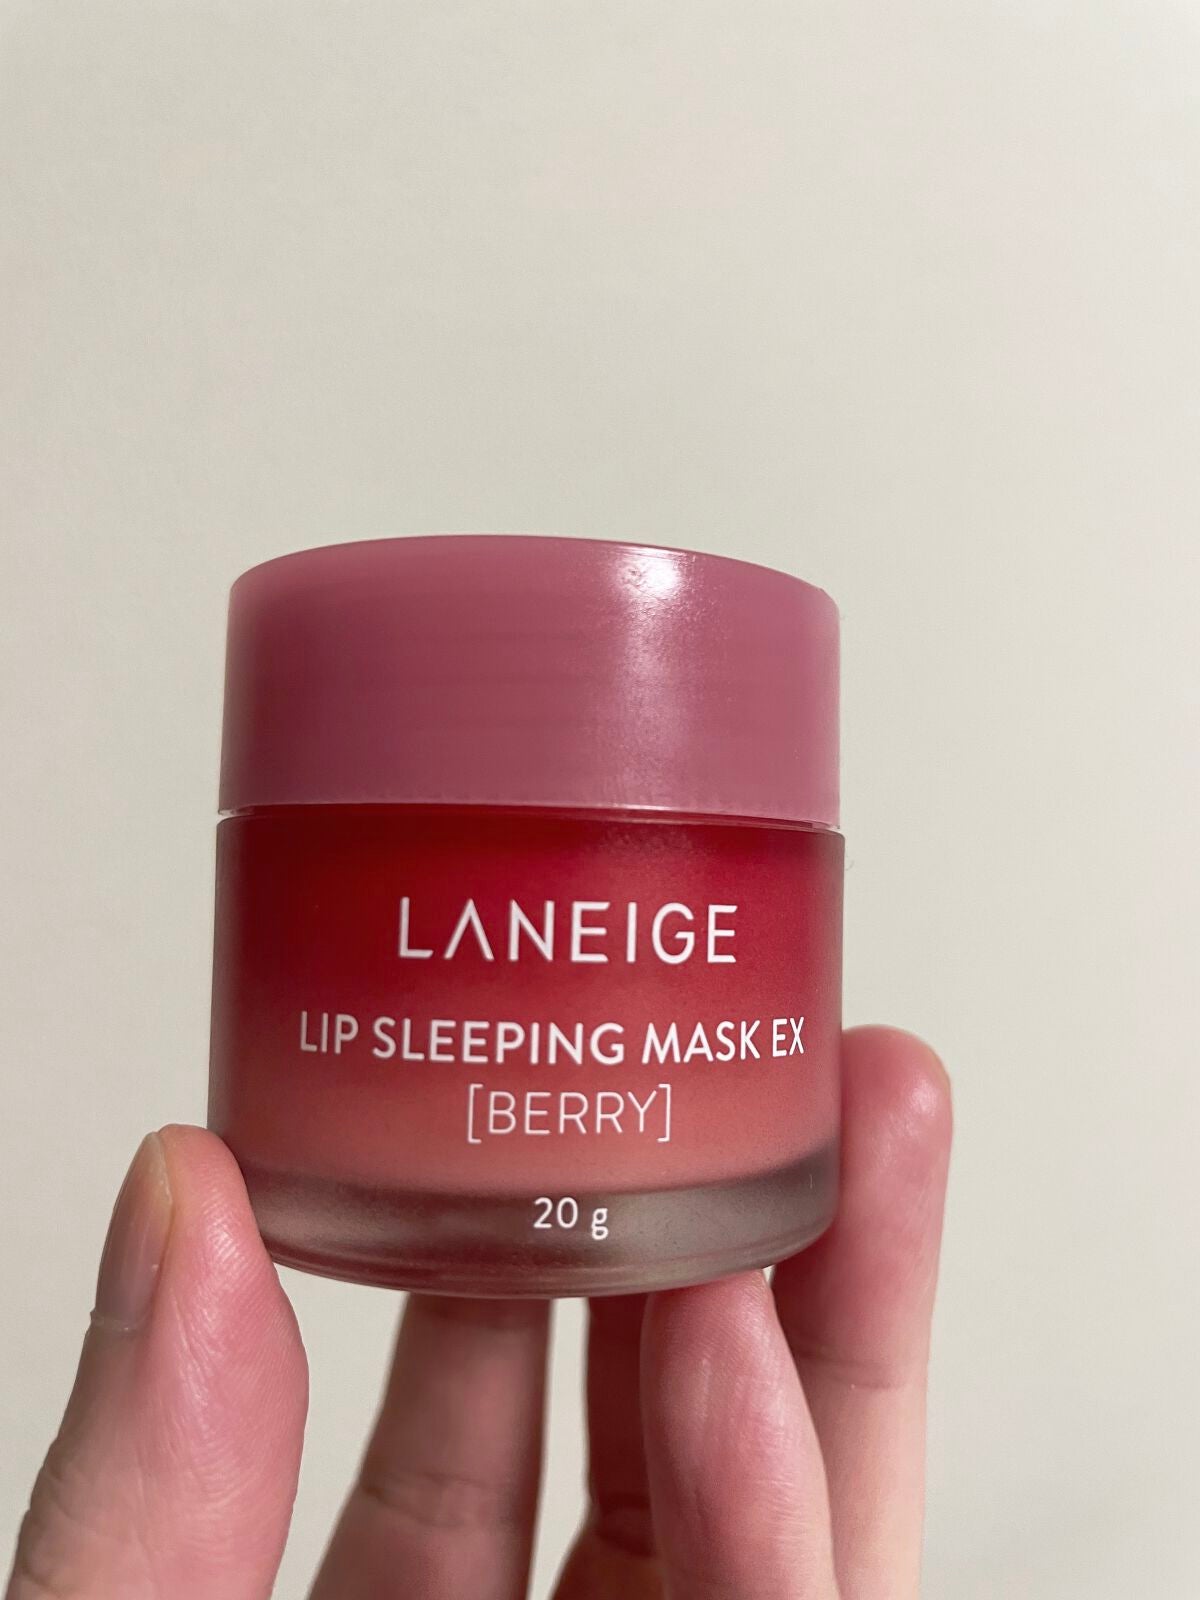 LANEIGE
LIP SLEEPING MASK EX
[BERRY]
20 g